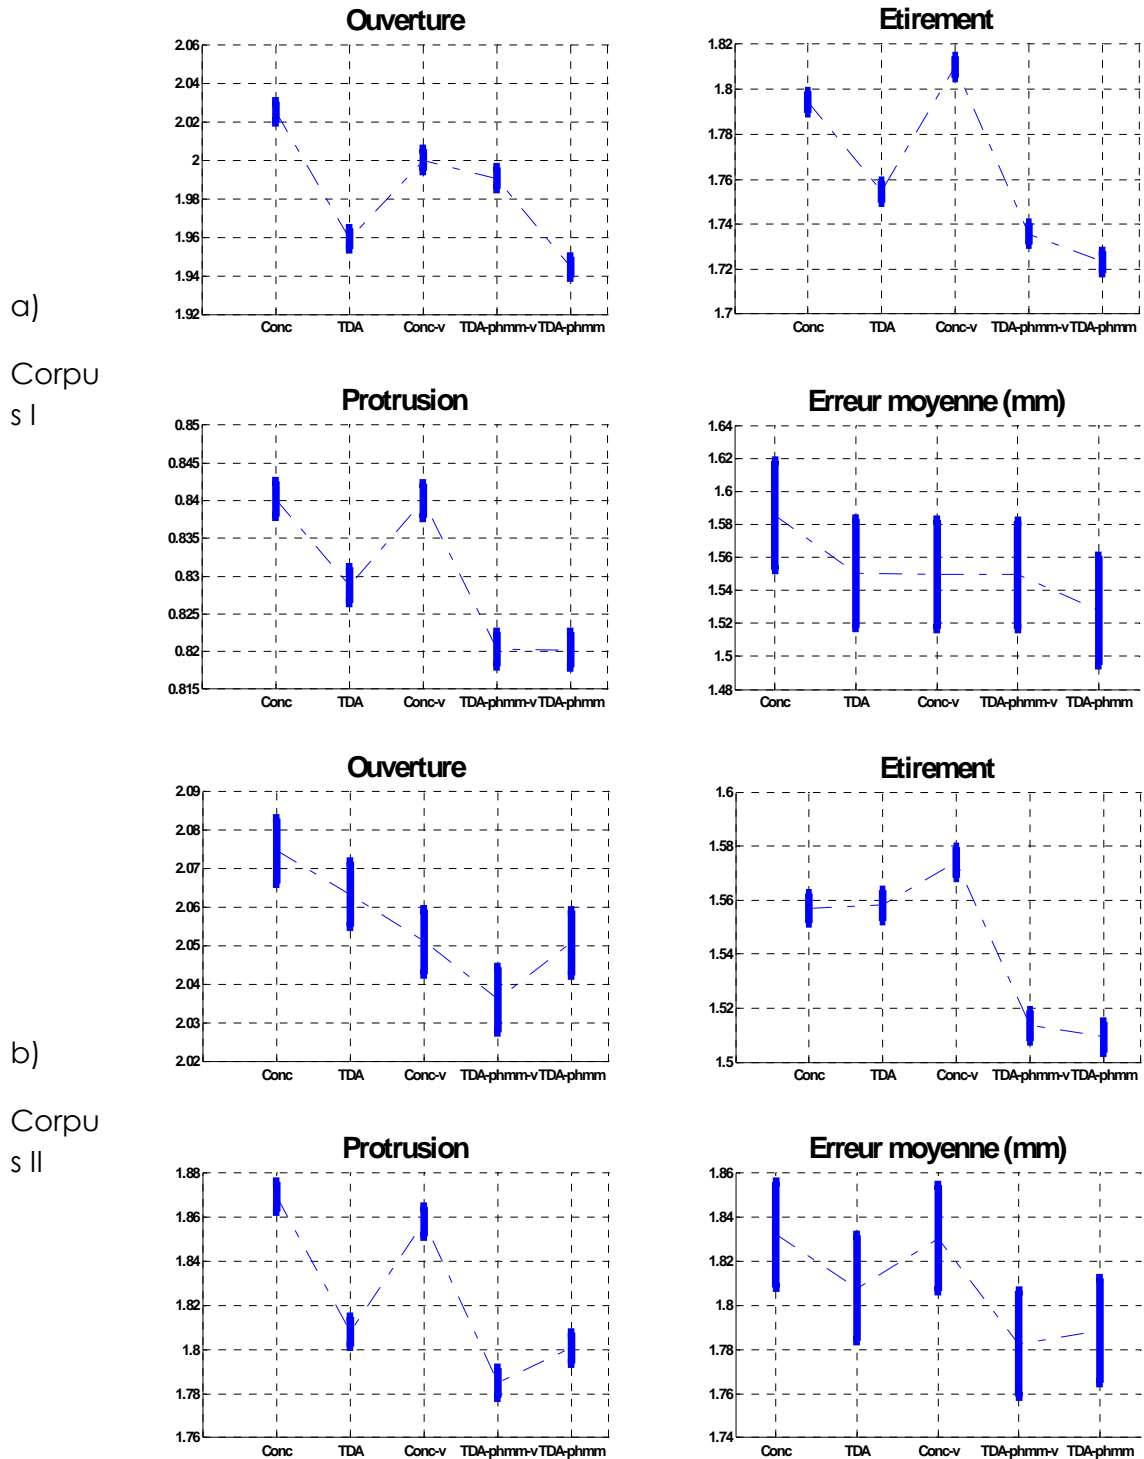 Ouverture
2.06
2.04
2.02
2
1.98
1.96
1.94
1.92
Conc TDA Conc-v TDA-phmm-v TDA-phmm
Etirement
1.82
1.8
1.78
1.76
1.74
1.72
1.7
Conc TDA Conc-v TDA-phmm-v TDA-phmm
a)
Corpu
s I
Protrusion
0.85
0.845
0.84
0.835
0.83
0.825
0.82
0.815
Conc TDA Conc-v TDA-phmm-v TDA-phmm
Erreur moyenne (mm)
1.64
1.62
1.6
1.58
1.56
1.54
1.52
1.5
1.48
Conc TDA Conc-v TDA-phmm-v TDA-phmm
Ouverture
2.09
2.08
2.07
2.06
2.05
2.04
2.03
2.02
Conc TDA Conc-v TDA-phmm-v TDA-phmm
Etirement
1.6
1.58
1.56
1.54
1.52
1.5
Conc TDA Conc-v TDA-phmm-v TDA-phmm
b)
Corpu
s II
Protrusion
1.88
1.86
1.84
1.82
1.8
1.78
1.76
Conc TDA Conc-v TDA-phmm-v TDA-phmm
Erreur moyenne (mm)
1.86
1.84
1.82
1.8
1.78
1.76
1.74
Conc TDA Conc-v TDA-phmm-v TDA-phmm